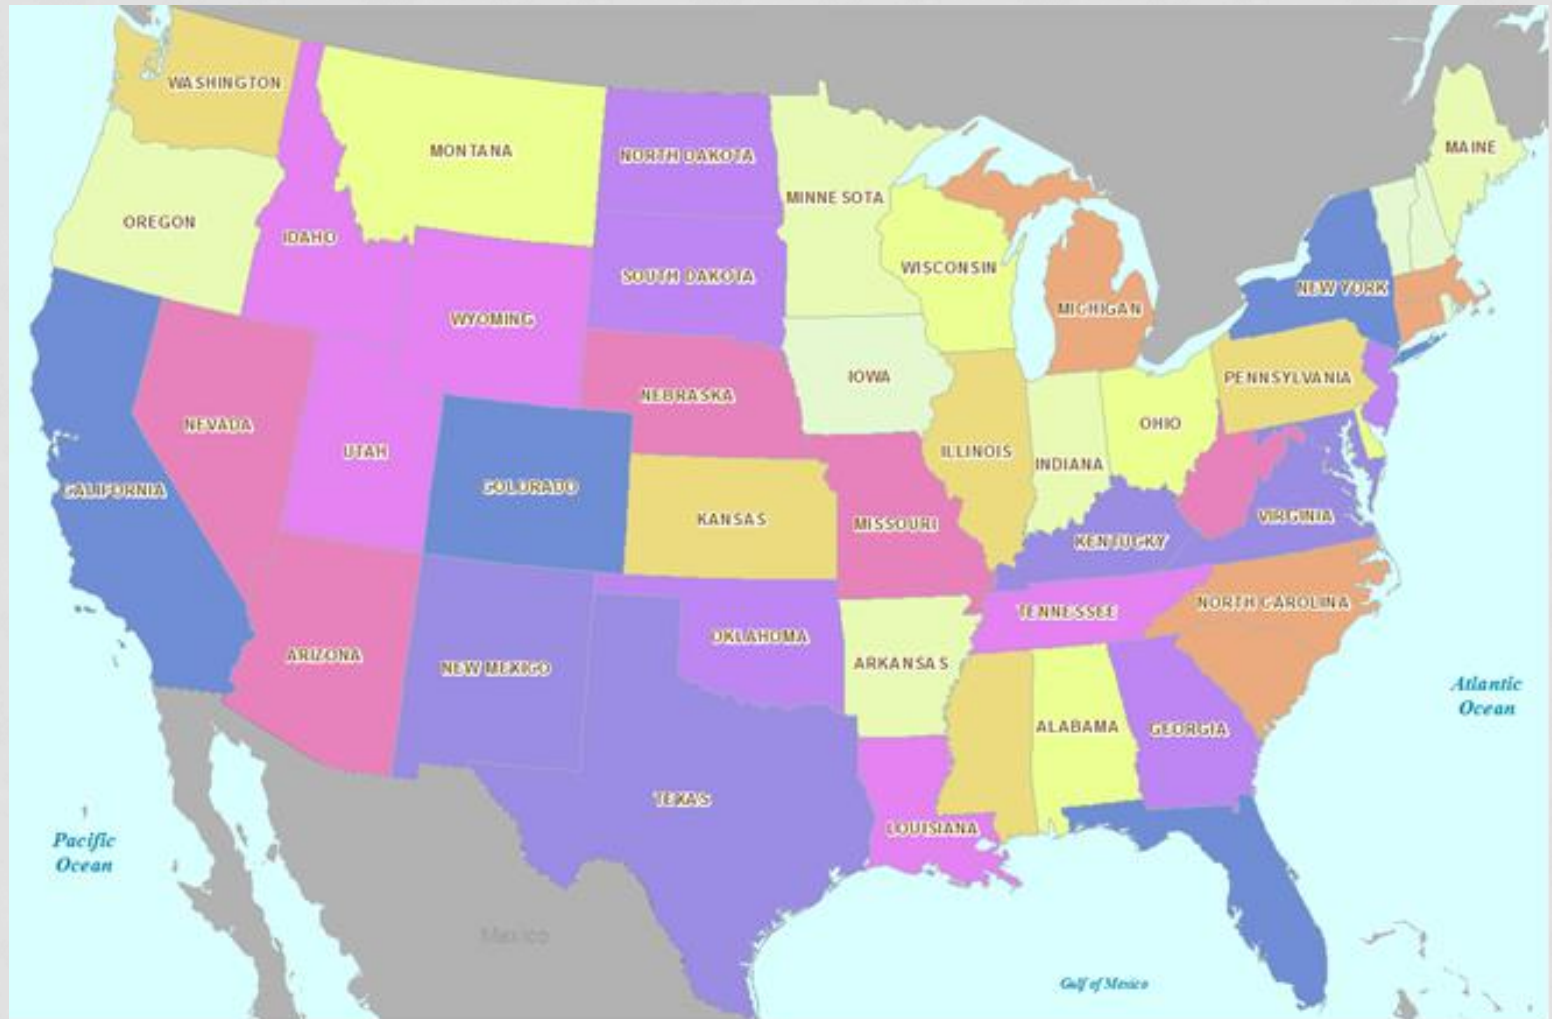 WASHINGTON
MONTANA
NORTH DAKOTA
MINNESOTA
MAINE
OREGON
IDAHO
SOUTH DAKOTA
WISCONSIN
NEW YORK
WYOMING
MICHIGAN
IOWA
PENNSYLVANIA
NEBRASKA
NEVADA
OHIO
UTAH
ILLINOIS
INDIANA
CALIFORNIA
COLORADO
KANSAS
MISSOURI
VIRGINIA
KENTUCKY
NORTH CAROLINA
TENNESSEE
OKLAHOMA
ARIZONA
NEW MEXICO
ARKANSAS
Atlantic
Ocean
ALABAMA
GEORGIA
TEXAS
LOUISIANA
Pacific
Ocean
Mexico
Gulf of Mexico